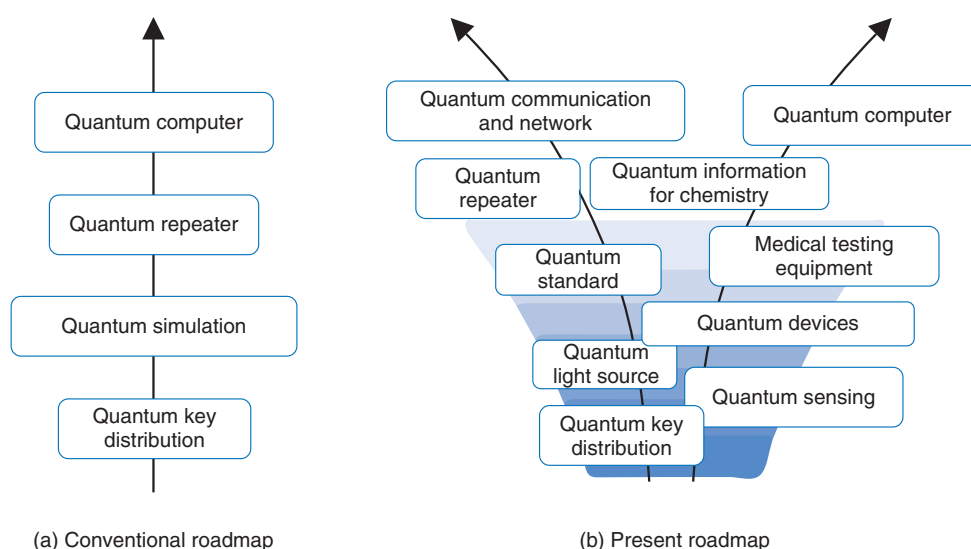 Quantum computer
Quantum repeater
Quantum simulation
Quantum key
distribution
(a) Conventional roadmap
Quantum communication
and network
Quantum computer
Quantum
repeater
Quantum information
for chemistry
Quantum
standard
Medical testing
equipment
Quantum devices
Quantum
light source
Quantum sensing
Quantum key
distribution
(b) Present roadmap